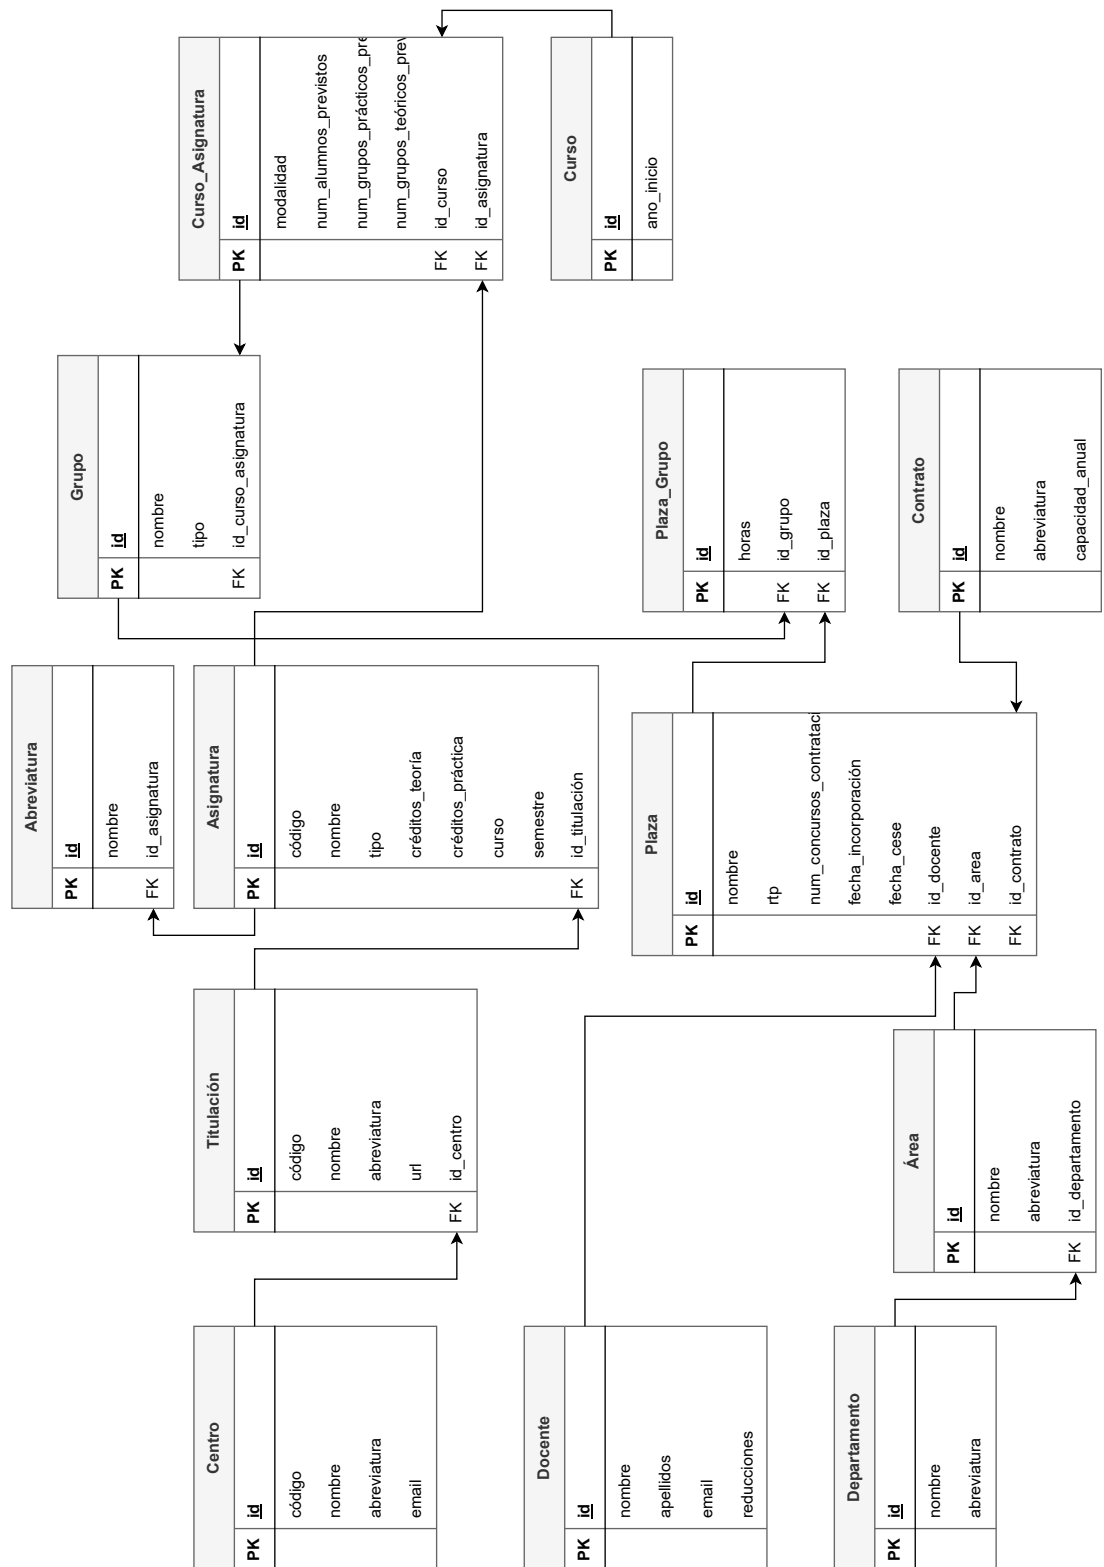 Centro
PK id
código
nombre
abreviatura
email
Titulación
PK id
código
nombre
abreviatura
url
FK id_centro
Abreviatura
PK id
nombre
FK id_asignatura
Asignatura
PK id
código
nombre
tipo
créditos_teoría
créditos_práctica
curso
semestre
FK id_titulación
Grupo
PK id
nombre
tipo
FK id_curso_asignatura
Curso_Asignatura
PK id
modalidad
num_alumnos_previstos
num_grupos_prácticos_pre
num_grupos_teóricos_prev
FK id_curso
FK id_asignatura
Curso
PK id
ano_inicio
Docente
PK id
nombre
apellidos
email
reducciones
Departamento
PK id
nombre
abreviatura
Área
PK id
nombre
abreviatura
FK id_departamento
Plaza
PK id
nombre
rtp
num_concursos_contrataci
fecha_incorporación
fecha_cese
FK id_docente
FK id_area
FK id_contrato
Plaza_Grupo
PK id
horas
FK id_grupo
FK id_plaza
Contrato
PK id
nombre
abreviatura
capacidad_anual